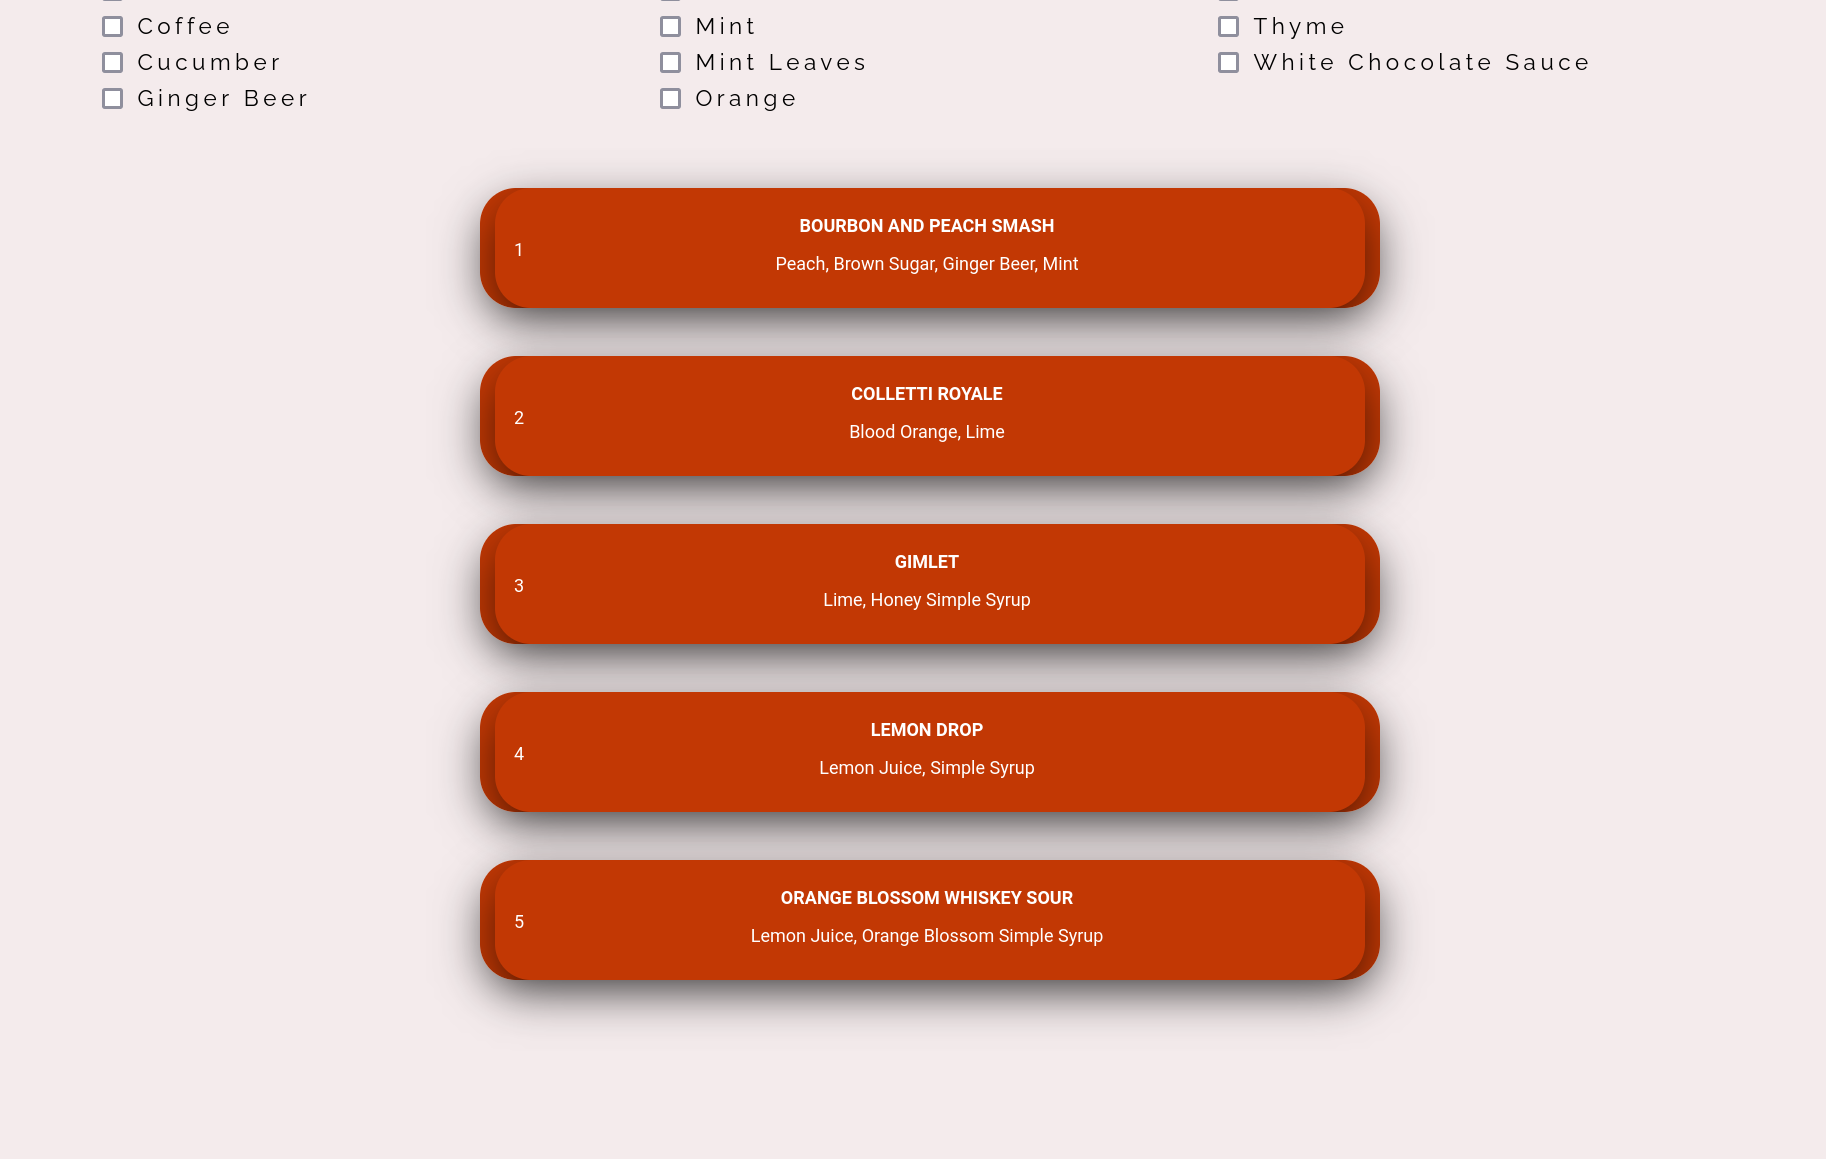 Coffee
Mint
Thyme
Cucumber
Mint Leaves
White Chocolate Sauce
Ginger Beer
Orange
BOURBON AND PEACH SMASH
1
Peach, Brown Sugar, Ginger Beer, Mint
COLLETTI ROYALE
2
Blood Orange, Lime
GIMLET
3
Lime, Honey Simple Syrup
LEMON DROP
4
Lemon Juice, Simple Syrup
ORANGE BLOSSOM WHISKEY SOUR
5
Lemon Juice, Orange Blossom Simple Syrup